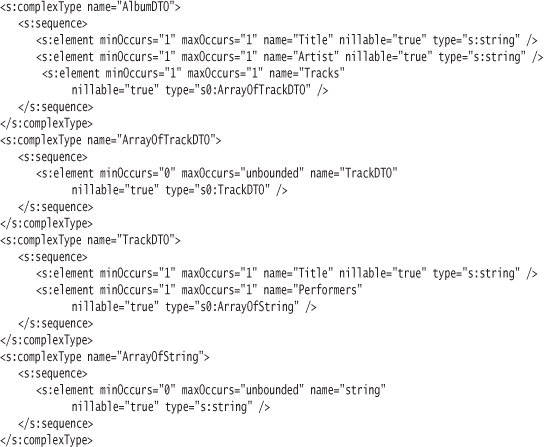 <s:complexType name="AlbumDTO">
<s:sequence>
<s:element minOccurs="1" maxOccurs="1" name="Title" nillable="true" type="s:string" />
<s:element minOccurs="1" maxOccurs="1" name="Artist" nillable="true" type="s:string" />
<s:element minOccurs="1" maxOccurs="1" name="Tracks"
nillable="true" type="s0:ArrayOfTrackDTO" />
</s:sequence>
</s:complexType>
<s:complexType name="ArrayOfTrackDTO">
<s:sequence>
<s:element minOccurs="0" maxOccurs="unbounded" name="TrackDTO"
nillable="true" type="s0:TrackDTO" />
</s:sequence>
</s:complexType>
<s:complexType name="TrackDTO">
<s:sequence>
<s:element minOccurs="1" maxOccurs="1" name="Title" nillable="true" type="s:string" />
<s:element minOccurs="1" maxOccurs="1" name="Performers"
nillable="true" type="s0:ArrayOfString" />
</s:sequence>
</s:complexType>
<s:complexType name="ArrayOfString">
<s:sequence>
<s:element minOccurs="0" maxOccurs="unbounded" name="string"
nillable="true" type="s:string" />
</s:sequence>
</s:complexType>